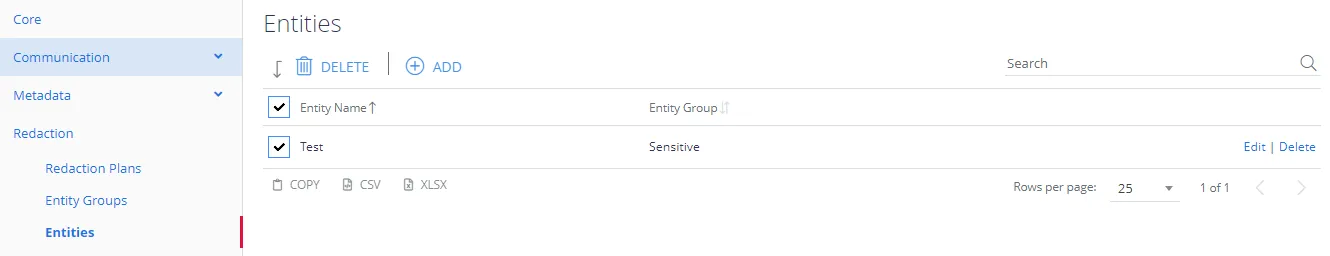 Core
Communication
Metadata
Redaction
Redaction Plans
Entity Groups
Entities
Entities
DELETE | ADD
Search
Entity Name Entity Group
Test Sensitive Edit | Delete
COPY CSV XLSX
Rows per page: 25 1 of 1